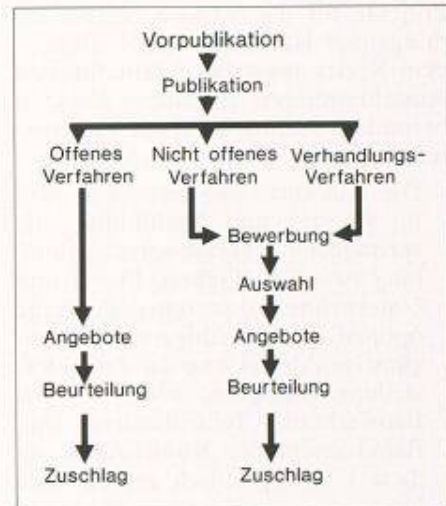 Vorpublikation
Publikation
Offenes
Verfahren
Nicht offenes
Verfahren
Verhandlungs-
Verfahren
Bewerbung
Auswahl
Angebote
Angebote
Beurteilung
Beurteilung
Zuschlag
Zuschlag